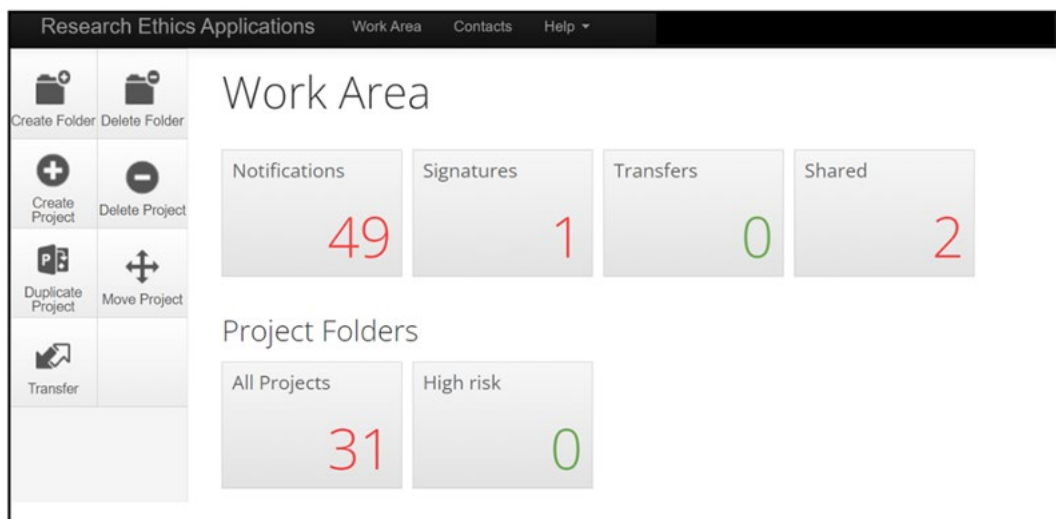 Research Ethics Applications Work Area Contacts Help
Create Folder Delete Folder
Create
Project
Delete Project
Duplicate
Project
Move Project
Transfer
Work Area
Notifications Signatures Transfers Shared
49 1 0 2
Project Folders
All Projects High risk
31 0